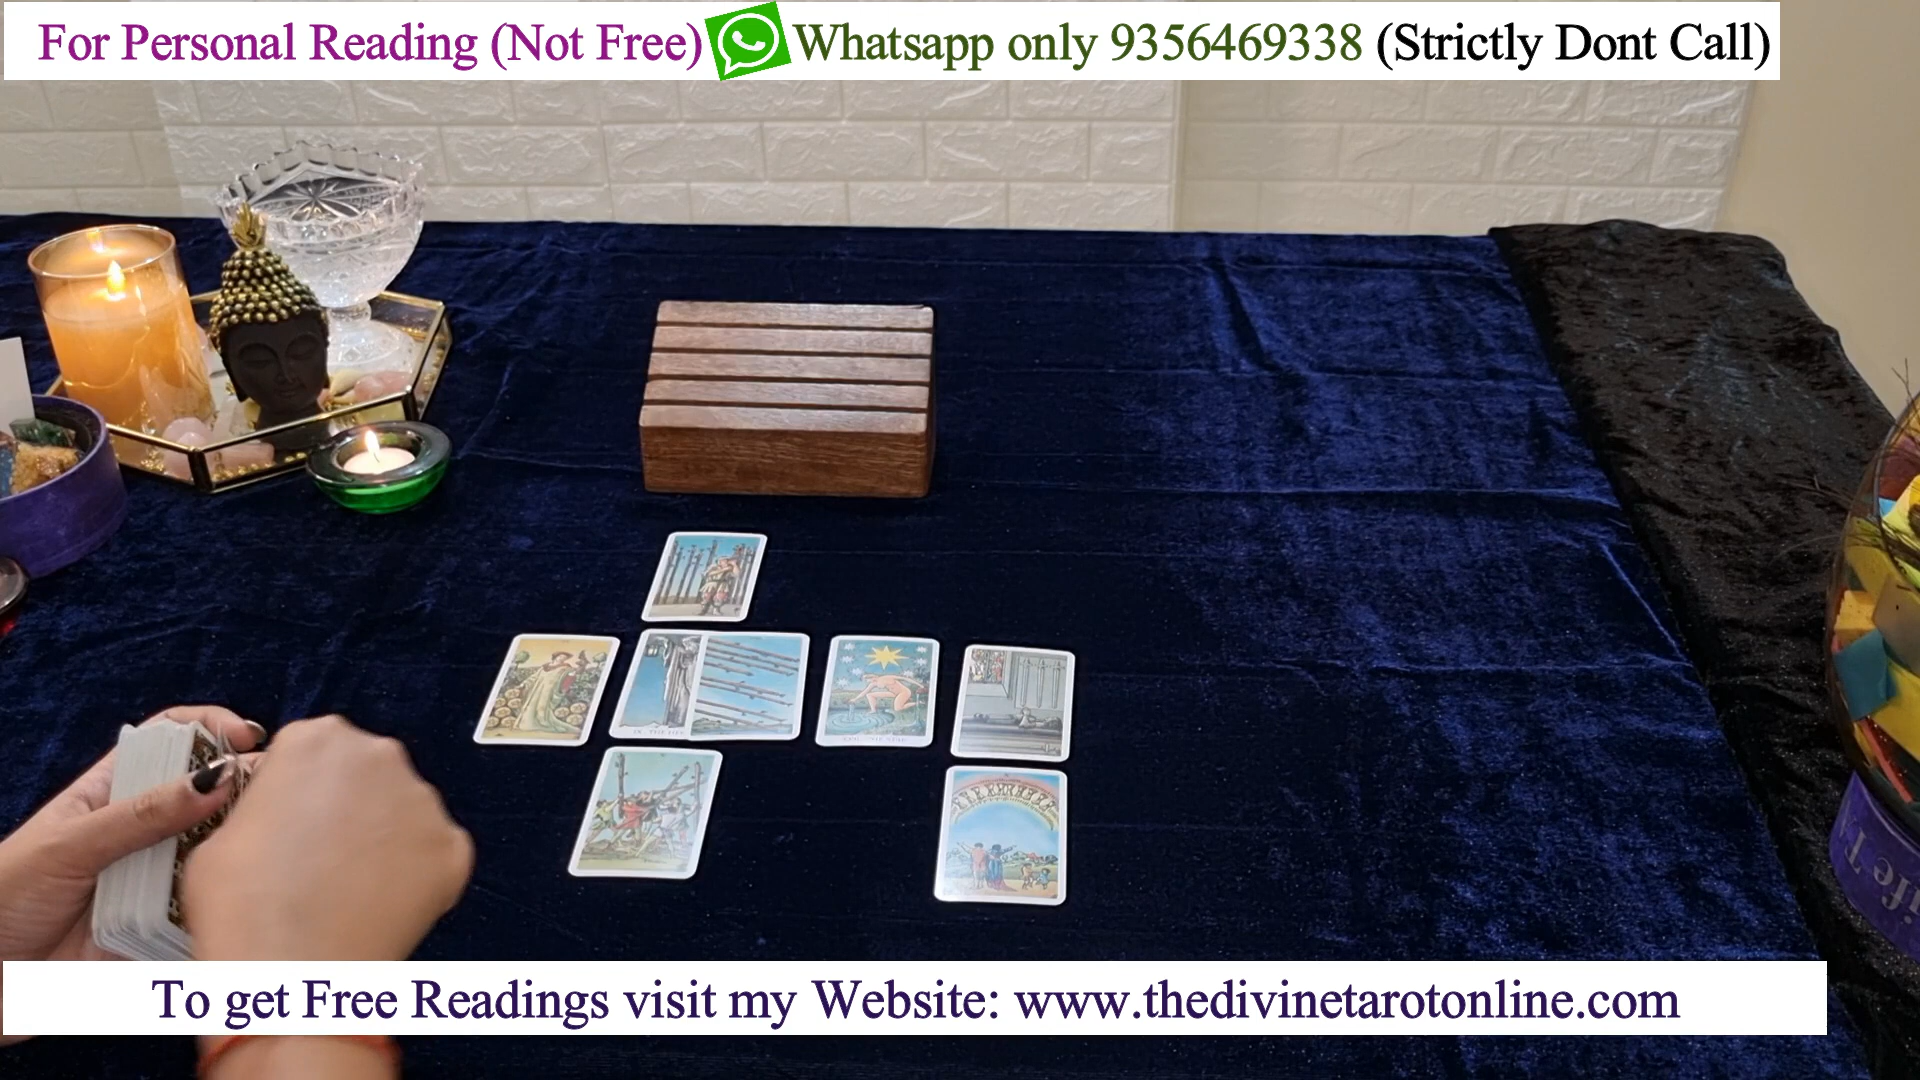 For Personal Reading (Not Free) Whatsapp only 9356469338 (Strictly Dont Call)
To get Free Readings visit my Website: www.thedivinetarotonline.com